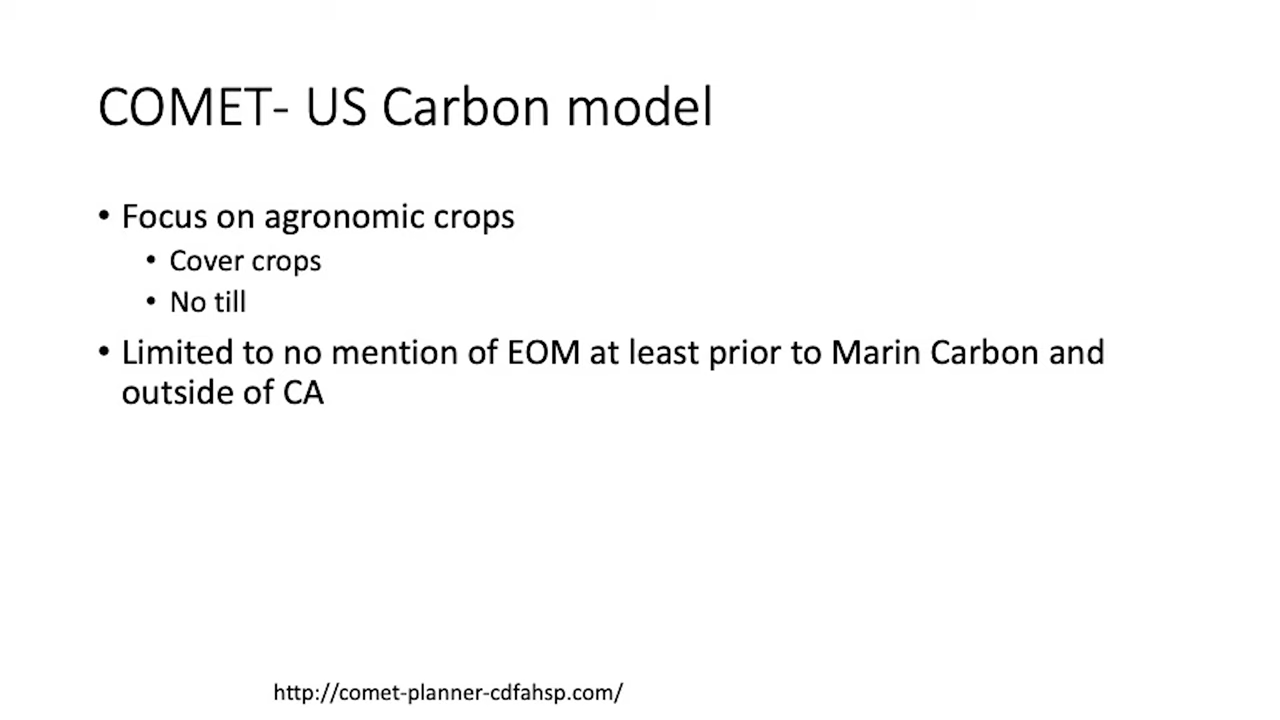 COMET- US Carbon model
• Focus on agronomic crops
• Cover crops
• No till
• Limited to no mention of EOM at least prior to Marin Carbon and
outside of CA
http://comet-planner-cdfahsp.com/